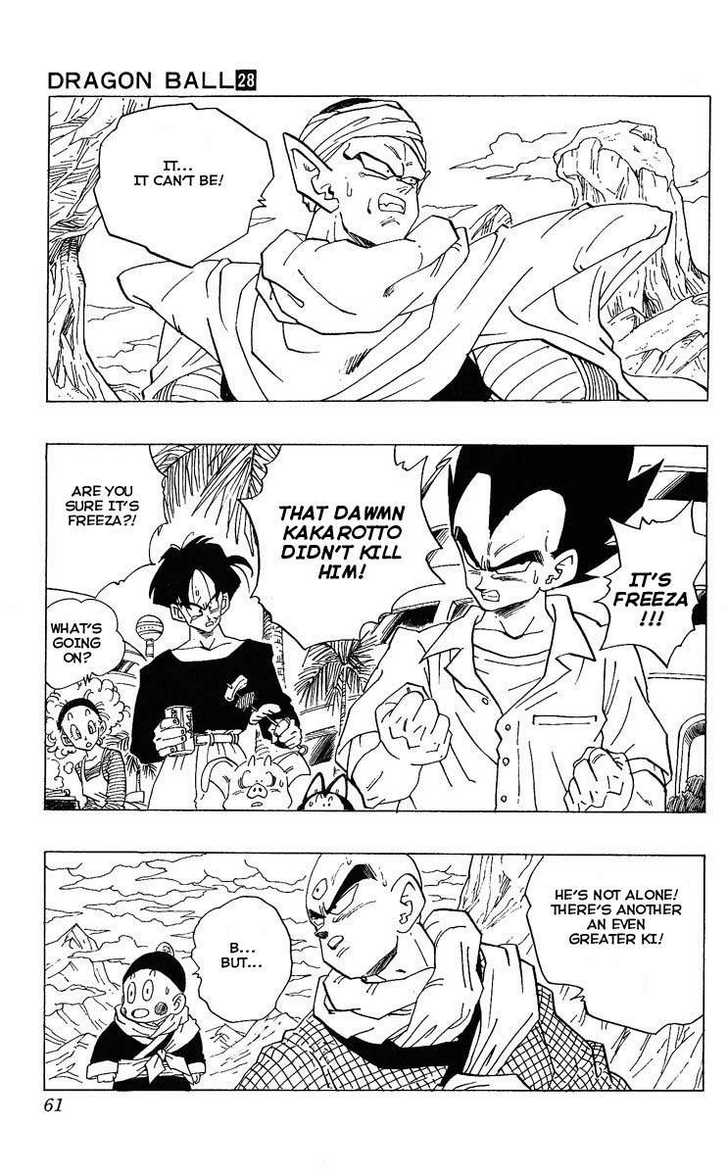 DRAGON BALL 28
IT...
IT CAN'T BE!
IT'S
FREEZA
!!!
THAT DAWMN
KAKAROTTO
DIDN'T KILL
HIM!
ARE YOU
SURE IT'S
FREEZA?!
WHAT'S
GOING
ON?
HE'S NOT ALONE!
THERE'S ANOTHER
AN EVEN
GREATER KI!
B...
BUT...
61